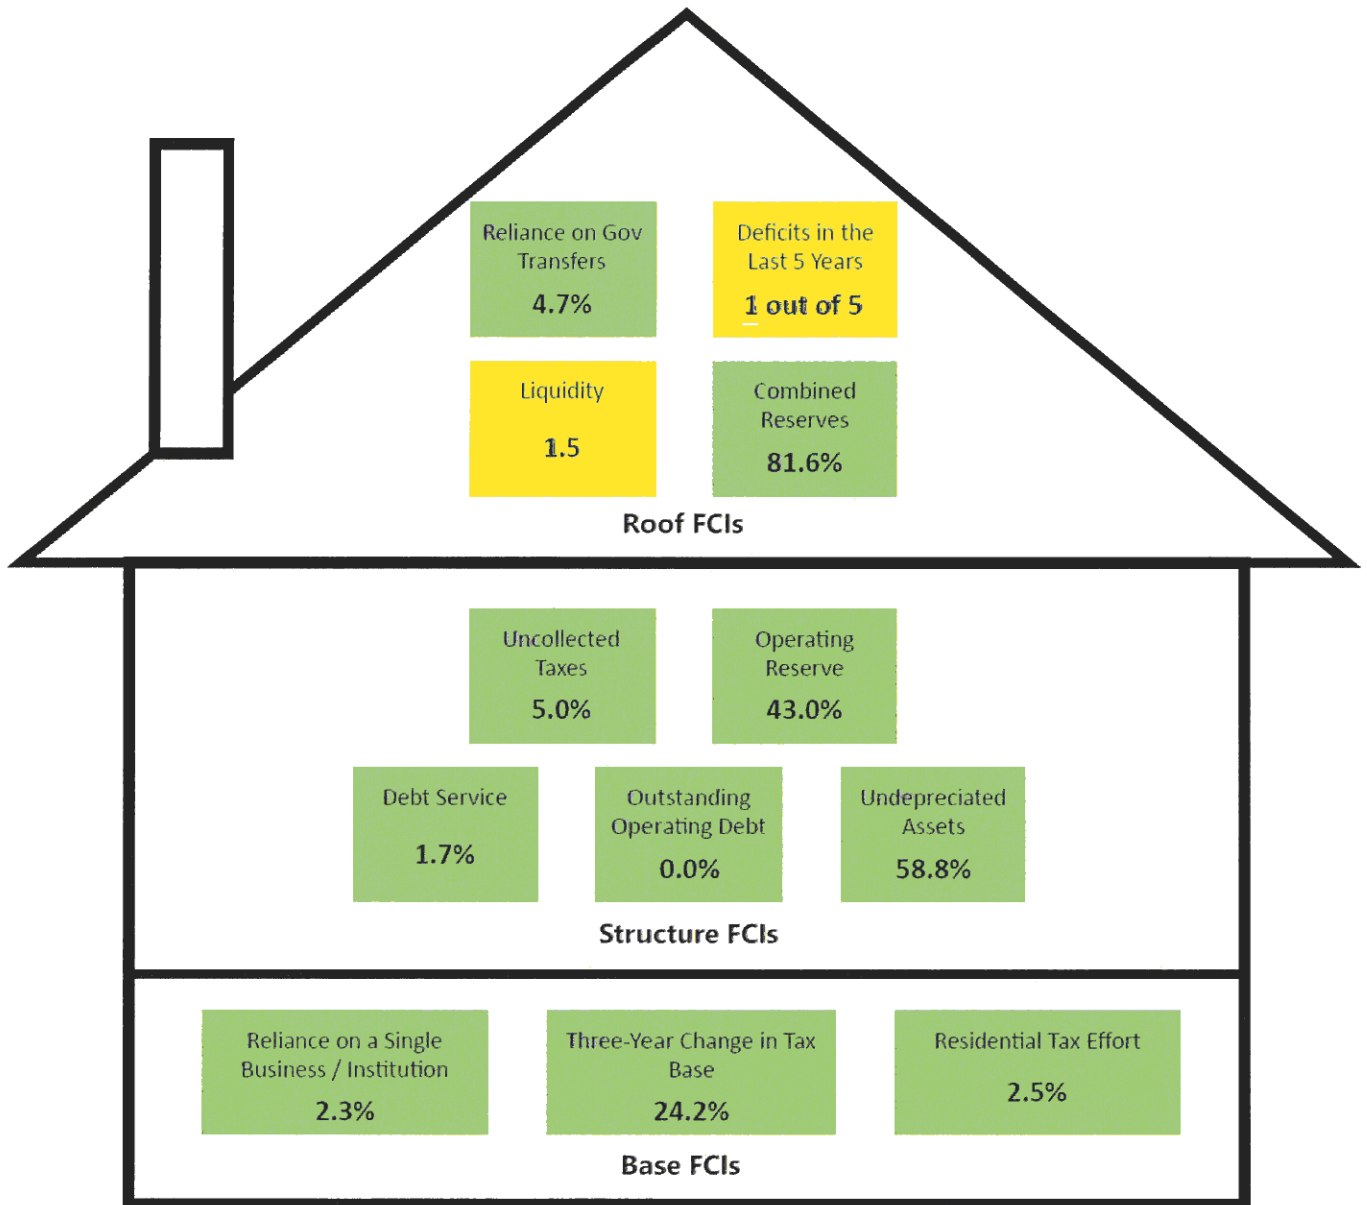 Reliance on Gov
Transfers
4.7%
Deficits in the
Last 5 Years
1 out of 5
Liquidity
1.5
Combined
Reserves
81.6%
Roof FCIs
Uncollected
Taxes
5.0%
Operating
Reserve
43.0%
Debt Service
1.7%
Outstanding
Operating Debt
0.0%
Undepreciated
Assets
58.8%
Structure FCIs
Reliance on a Single
Business / Institution
2.3%
Three-Year Change in Tax
Base
24.2%
Residential Tax Effort
2.5%
Base FCIs